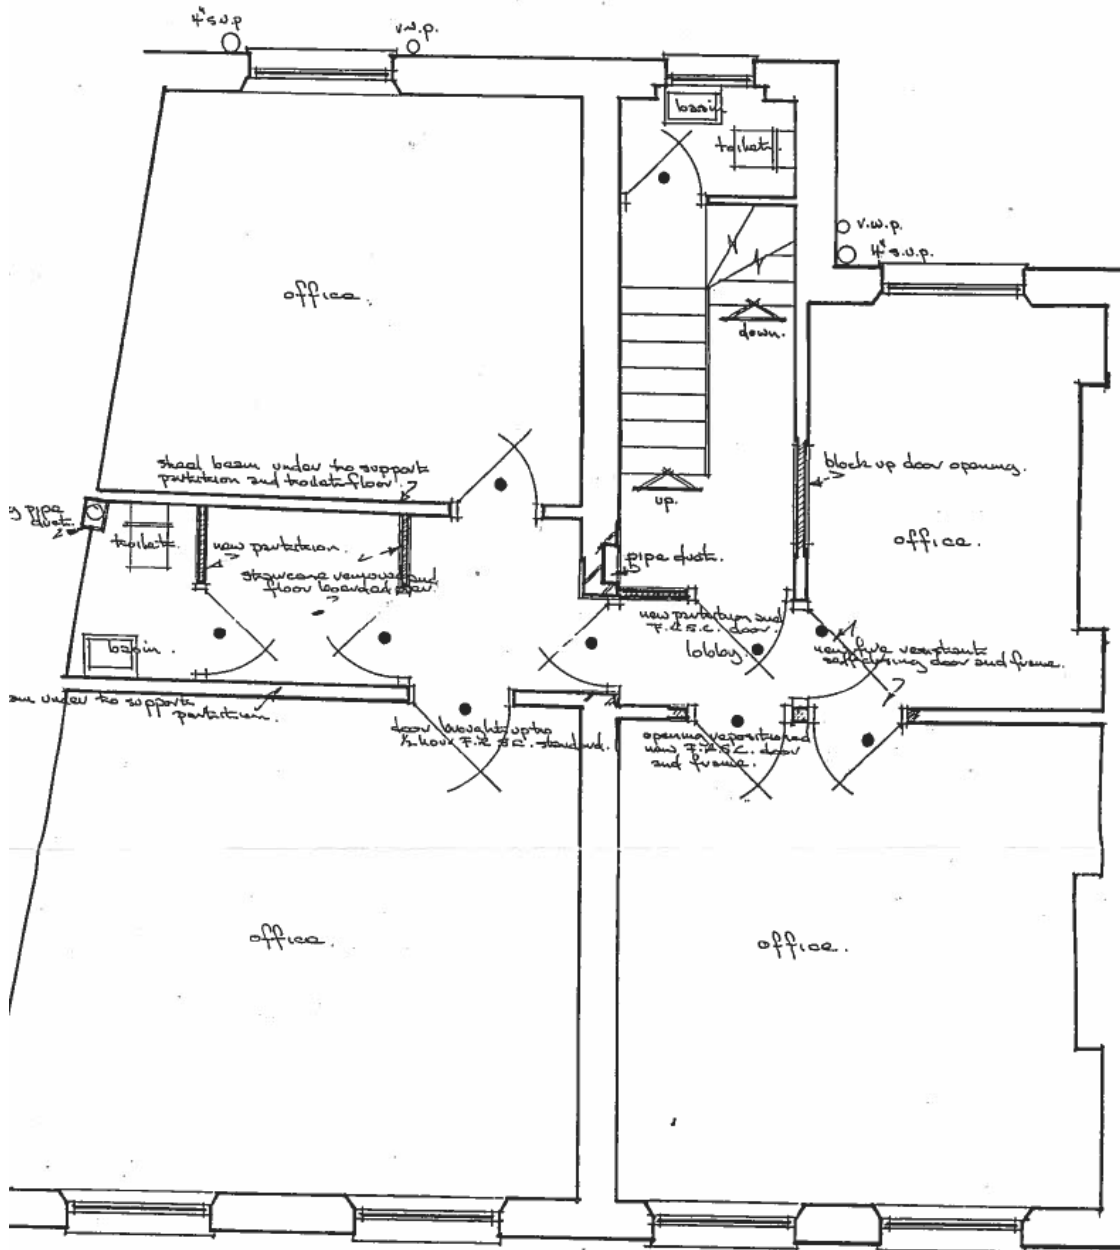 4" s.v.p
r.w.p.
basin
toilet.
r.w.p.
4" s.v.p.
office.
down.
steel beam under to support
partition and toilet floor
up.
block up door opening.
pipe
duct.
toilet.
new partition.
staircase removed and
floor boarded over
office.
pipe duct.
new partition and
F.R.S.C. door.
lobby.
new fire resistant
self closing door and frame.
basin.
under to support
partition.
door brought up to
½ hour F.R.S.C. standard.
opening repositioned
new F.R.S.C. door
and frame.
office.
office.